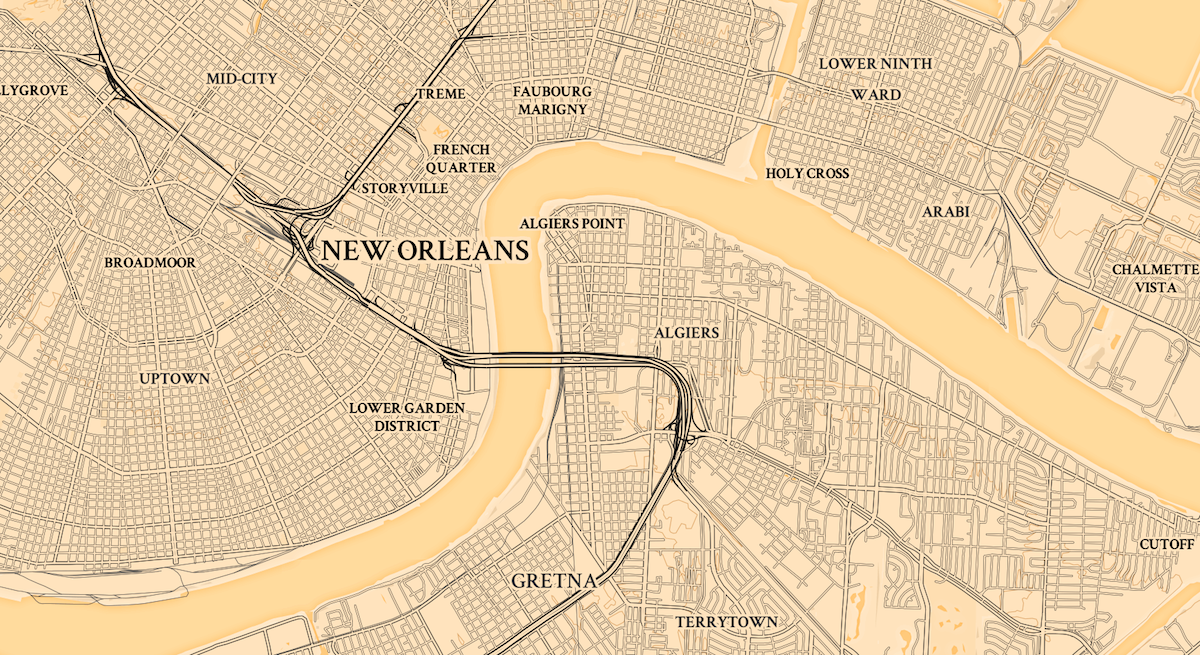 LOWER NINTH
WARD
MID-CITY
LYGROVE
TREME
FAUBOURG
MARIGNY
FRENCH
QUARTER
STORYVILLE
HOLY CROSS
ARABI
ALGIERS POINT
NEW ORLEANS
BROADMOOR
CHALMETTE
VISTA
ALGIERS
UPTOWN
LOWER GARDEN
DISTRICT
CUTOFF
GRETNA
TERRYTOWN